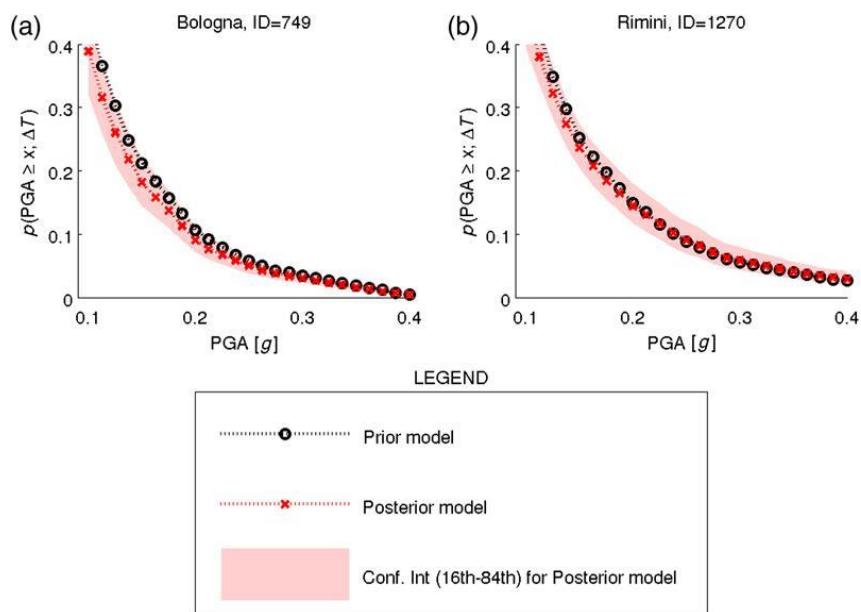 (a) Bologna, ID=749
p(PGA ≥ x; ΔT)
0.4
0.3
0.2
0.1
0
0.1 0.2 0.3 0.4
PGA [g]
(b) Rimini, ID=1270
0.4
0.3
0.2
0.1
0
0.1 0.2 0.3 0.4
PGA [g]
LEGEND
Prior model
Posterior model
Conf. Int (16th-84th) for Posterior model